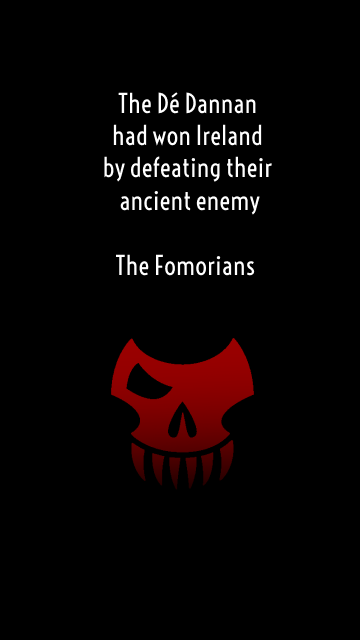 The Dé Dannan
had won Ireland
by defeating their
ancient enemy
The Fomorians